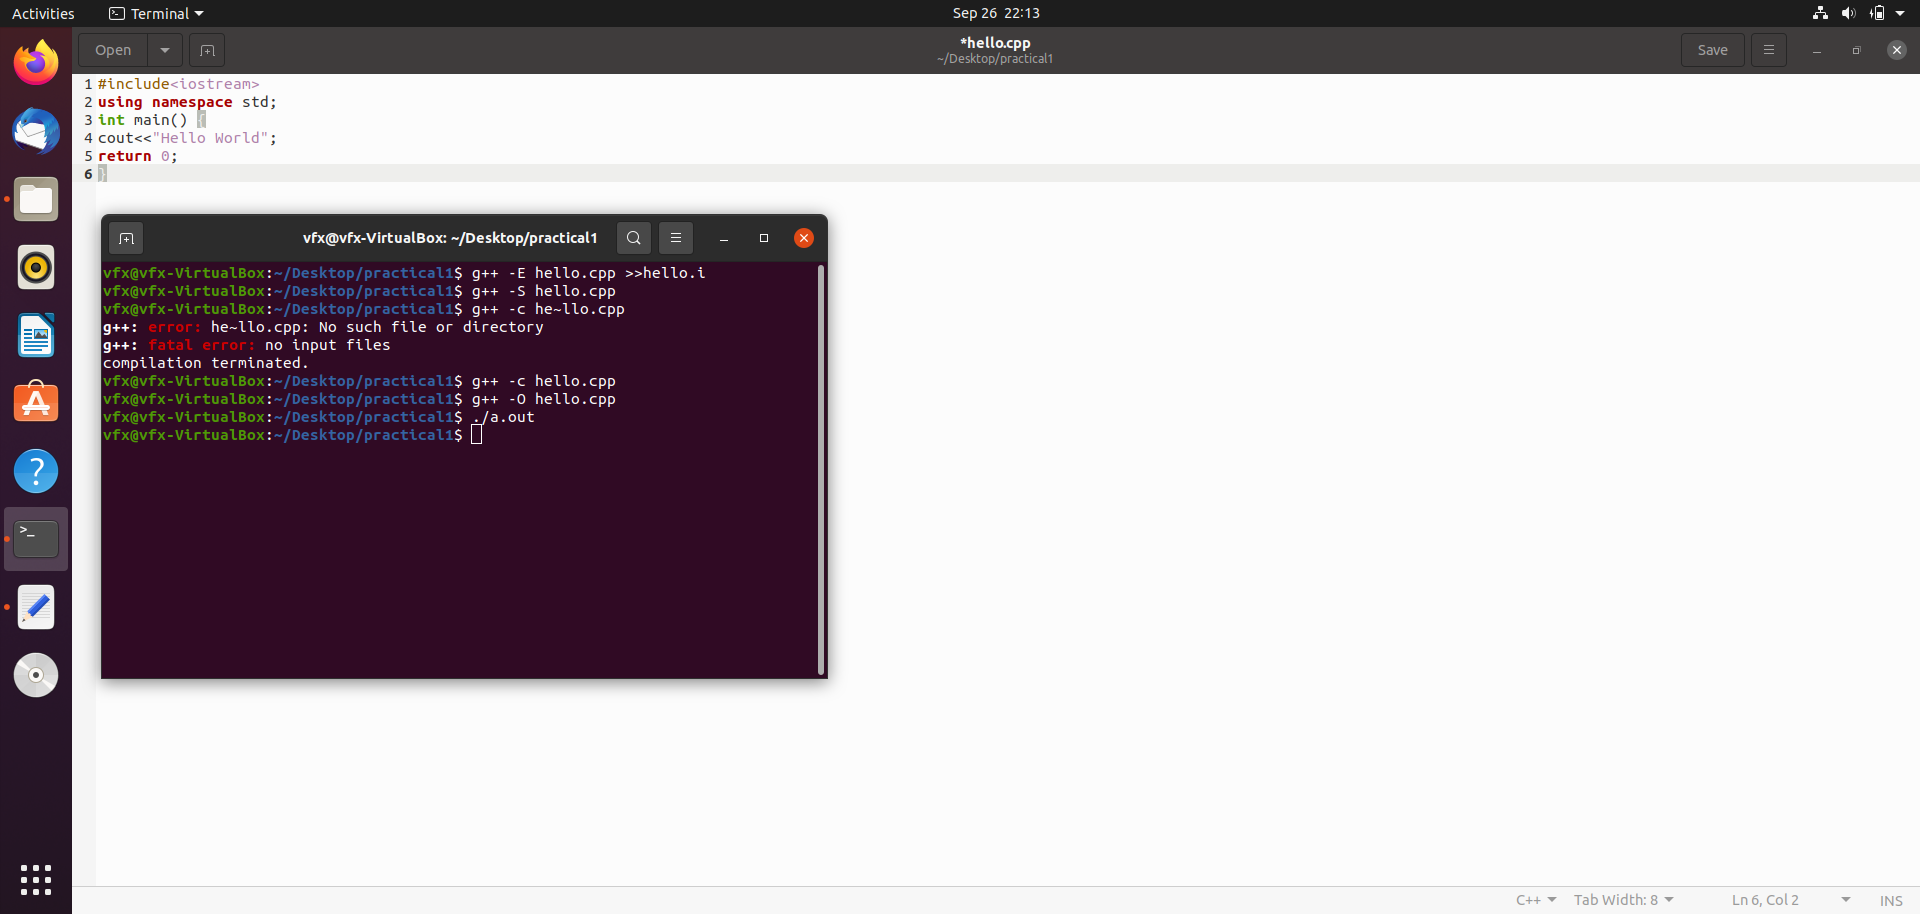 Activities
Terminal
Sep 26 22:13
Open
*hello.cpp
~/Desktop/practical1
Save
1 #include<iostream>
2 using namespace std;
3 int main() {
4 cout<<"Hello World";
5 return 0;
6 }
vfx@vfx-VirtualBox: ~/Desktop/practical1
vfx@vfx-VirtualBox:~/Desktop/practical1$ g++ -E hello.cpp >>hello.i
vfx@vfx-VirtualBox:~/Desktop/practical1$ g++ -S hello.cpp
vfx@vfx-VirtualBox:~/Desktop/practical1$ g++ -c he~llo.cpp
g++: error: he~llo.cpp: No such file or directory
g++: fatal error: no input files
compilation terminated.
vfx@vfx-VirtualBox:~/Desktop/practical1$ g++ -c hello.cpp
vfx@vfx-VirtualBox:~/Desktop/practical1$ g++ -O hello.cpp
vfx@vfx-VirtualBox:~/Desktop/practical1$ ./a.out
vfx@vfx-VirtualBox:~/Desktop/practical1$
C++
Tab Width: 8
Ln 6, Col 2
INS